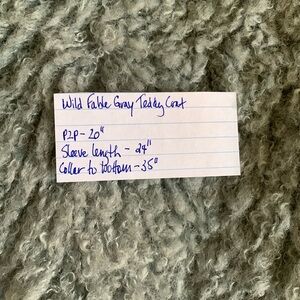 Wild Fable Gray Teddy Coat
P2P - 20"
Sleeve length - 24"
Collar to bottom - 35"